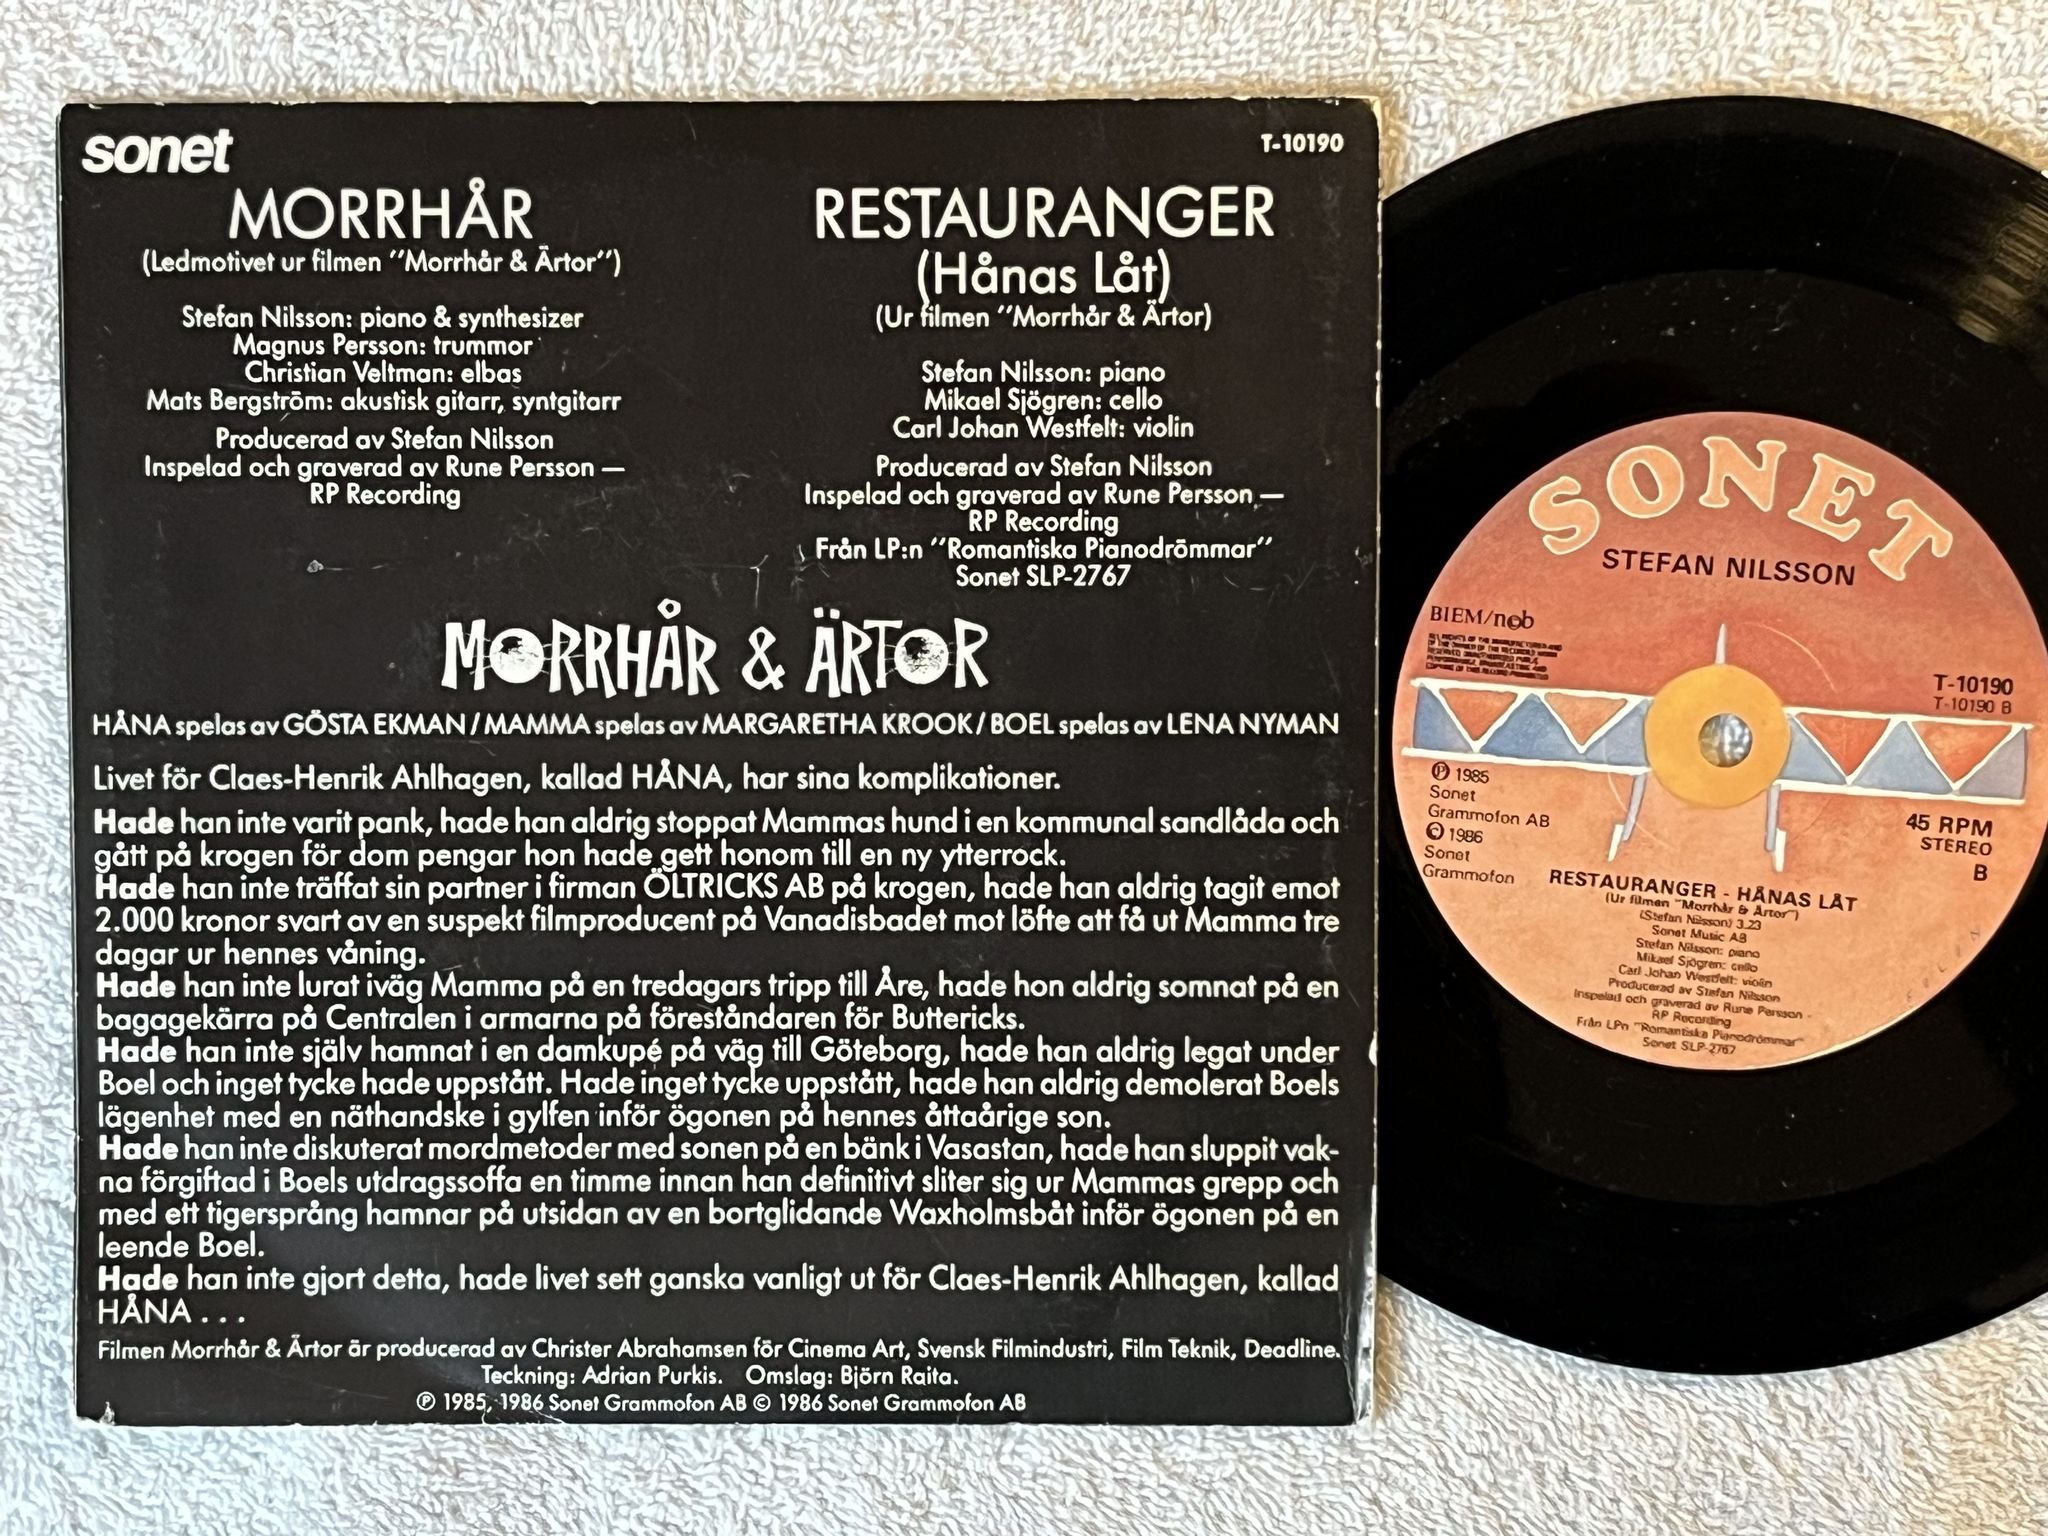 sonet
T-10190
MORRHÅR
(Ledmotivet ur filmen "Morrhår & Ärtor")
Stefan Nilsson: piano & synthesizer
Magnus Persson: trummor
Christian Veltman: elbas
Mats Bergström: akustisk gitarr, syntgitarr
Producerad av Stefan Nilsson
Inspelad och graverad av Rune Persson —
RP Recording
RESTAURANGER
(Hånas Låt)
(Ur filmen "Morrhår & Ärtor)
Stefan Nilsson: piano
Mikael Sjögren: cello
Carl Johan Westfelt: violin
Producerad av Stefan Nilsson
Inspelad och graverad av Rune Persson —
RP Recording
Från LP:n "Romantiska Pianodrömmar"
Sonet SLP-2767
MORRHÅR & ÄRTOR
HÅNA spelas av GÖSTA EKMAN / MAMMA spelas av MARGARETHA KROOK / BOEL spelas av LENA NYMAN
Livet för Claes-Henrik Ahlhagen, kallad HÅNA, har sina komplikationer.
Hade han inte varit pank, hade han aldrig stoppat Mammas hund i en kommunal sandlåda och
gått på krogen för dom pengar hon hade gett honom till en ny ytterrock.
Hade han inte träffat sin partner i firman ÖLTRICKS AB på krogen, hade han aldrig tagit emot
2.000 kronor svart av en suspekt filmproducent på Vanadisbadet mot löfte att få ut Mamma tre
dagar ur hennes våning.
Hade han inte lurat iväg Mamma på en tredagars tripp till Åre, hade hon aldrig somnat på en
bagagekärra på Centralen i armarna på föreståndaren för Buttericks.
Hade han inte själv hamnat i en damkupé på väg till Göteborg, hade han aldrig legat under
Boel och inget tycke hade uppstått. Hade inget tycke uppstått, hade han aldrig demolerat Boels
lägenhet med en näthandske i gylfen inför ögonen på hennes åttaårige son.
Hade han inte diskuterat mordmetoder med sonen på en bänk i Vasastan, hade han sluppit vak-
na förgiftad i Boels utdragssoffa en timme innan han definitivt sliter sig ur Mammas grepp och
med ett tigersprång hamnar på utsidan av en bortglidande Waxholmsbåt inför ögonen på en
leende Boel.
Hade han inte gjort detta, hade livet sett ganska vanligt ut för Claes-Henrik Ahlhagen, kallad
HÅNA . . .
Filmen Morrhår & Ärtor är producerad av Christer Abrahamsen för Cinema Art, Svensk Filmindustri, Film Teknik, Deadline.
Teckning: Adrian Purkis. Omslag: Björn Raita.
℗ 1985, 1986 Sonet Grammofon AB © 1986 Sonet Grammofon AB
SONET
STEFAN NILSSON
BIEM/ncb
T-10190
T-10190 B
℗ 1985
Sonet
Grammofon AB
© 1986
Sonet
Grammofon
45 RPM
STEREO
B
RESTAURANGER - HÅNAS LÅT
(Ur filmen "Morrhår & Ärtor")
(Stefan Nilsson) 3.23
Sonet Music AB
Stefan Nilsson: piano
Mikael Sjögren: cello
Carl Johan Westfelt: violin
Producerad av Stefan Nilsson
Inspelad och graverad av Rune Persson -
RP Recording
Från LPn "Romantiska Pianodrömmar"
Sonet SLP-2767